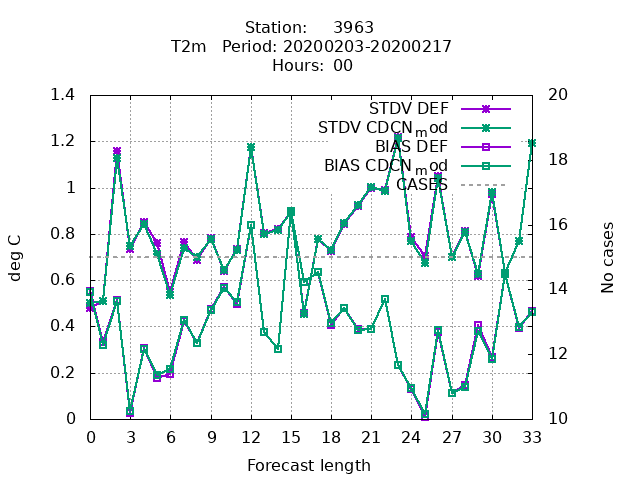 Station: 3963
T2m Period: 20200203-20200217
Hours: 00
STDV DEF
STDV CDCN_mod
BIAS DEF
BIAS CDCN_mod
CASES
deg C
No cases
1.4
1.2
1
0.8
0.6
0.4
0.2
0
20
18
16
14
12
10
0 3 6 9 12 15 18 21 24 27 30 33
Forecast length